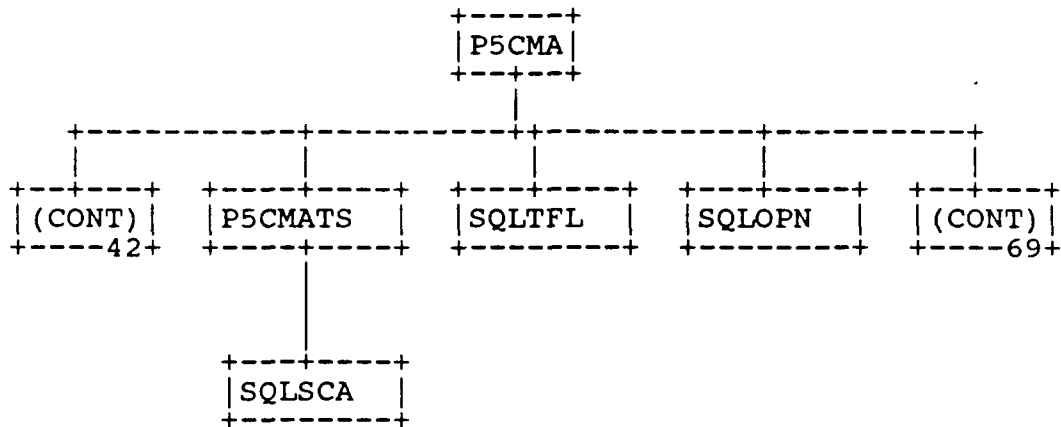 P5CMA
(CONT) P5CMATS SQLTFL SQLOPN (CONT)
42 69
SQLSCA